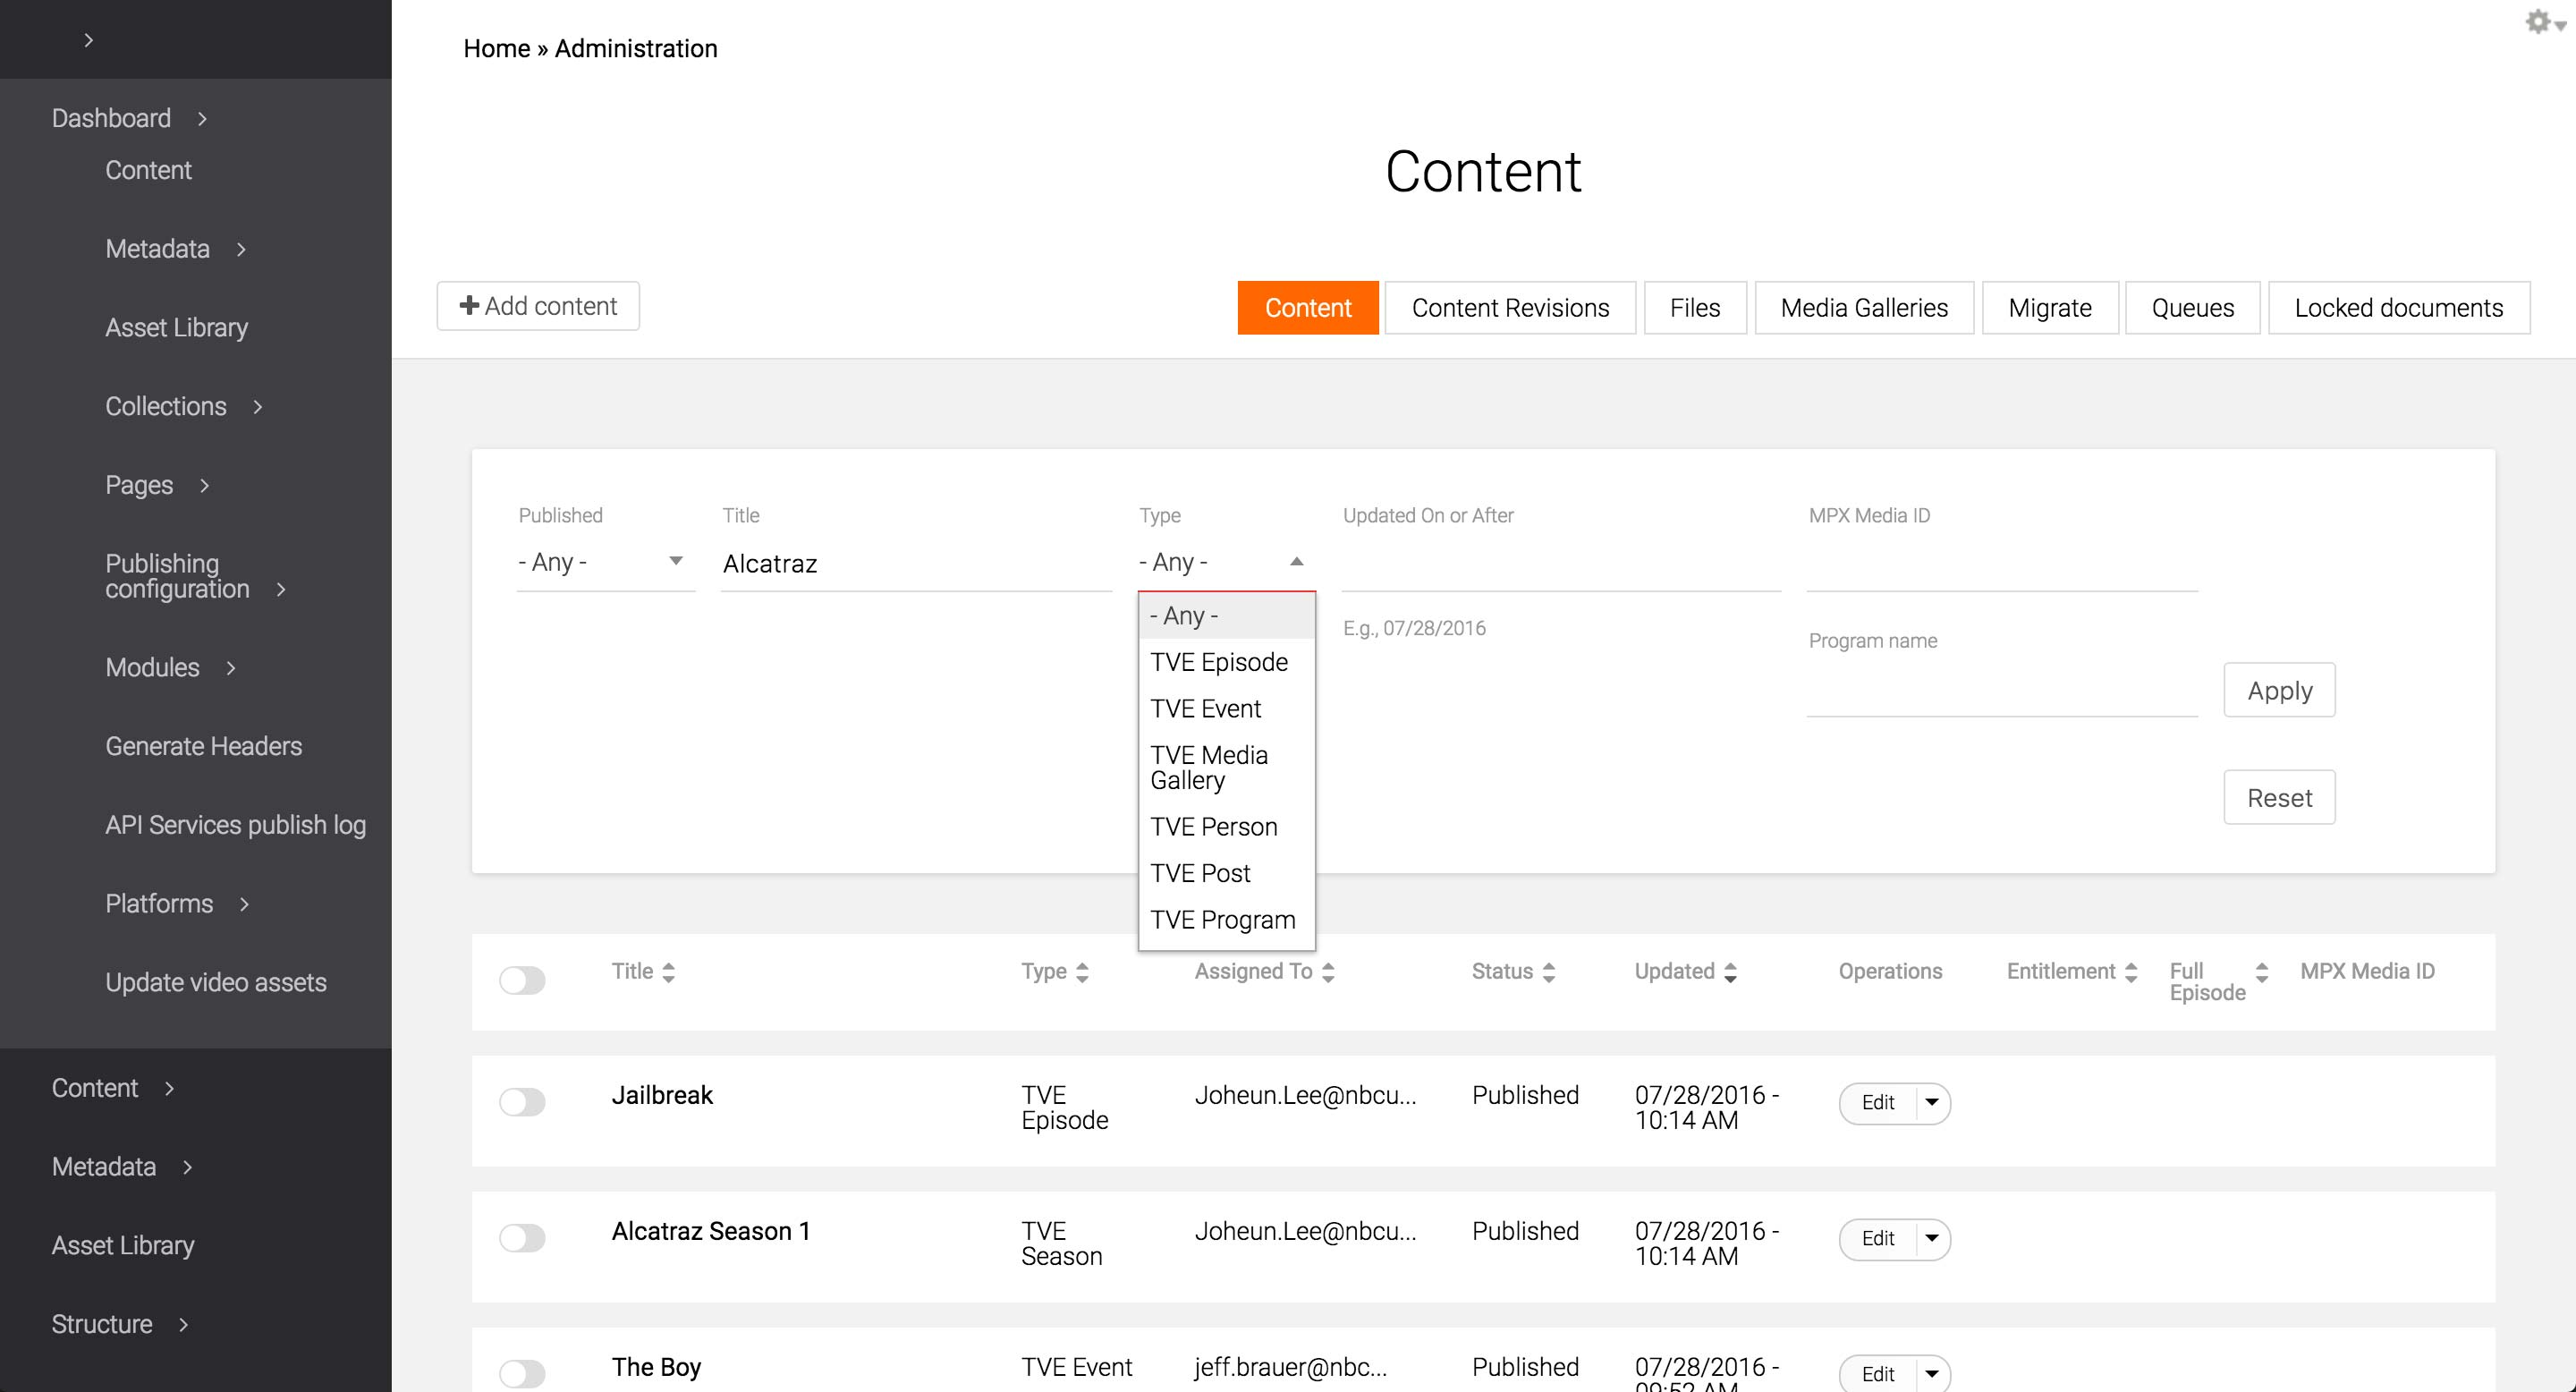 Home » Administration
Dashboard
Content
Metadata
Asset Library
Collections
Pages
Publishing
configuration
Modules
Generate Headers
API Services publish log
Platforms
Update video assets
Content
Metadata
Asset Library
Structure
Content
Add content
Content Content Revisions Files Media Galleries Migrate Queues Locked documents
Published Title Type Updated On or After MPX Media ID
- Any - Alcatraz - Any -
E.g., 07/28/2016
Program name
- Any -
TVE Episode
TVE Event
TVE Media
Gallery
TVE Person
TVE Post
TVE Program
Apply
Reset
Title Type Assigned To Status Updated Operations Entitlement Full
Episode MPX Media ID
Jailbreak TVE
Episode Joheun.Lee@nbcu... Published 07/28/2016 -
10:14 AM Edit
Alcatraz Season 1 TVE
Season Joheun.Lee@nbcu... Published 07/28/2016 -
10:14 AM Edit
The Boy TVE Event jeff.brauer@nbc... Published 07/28/2016 -
09:52 AM Edit